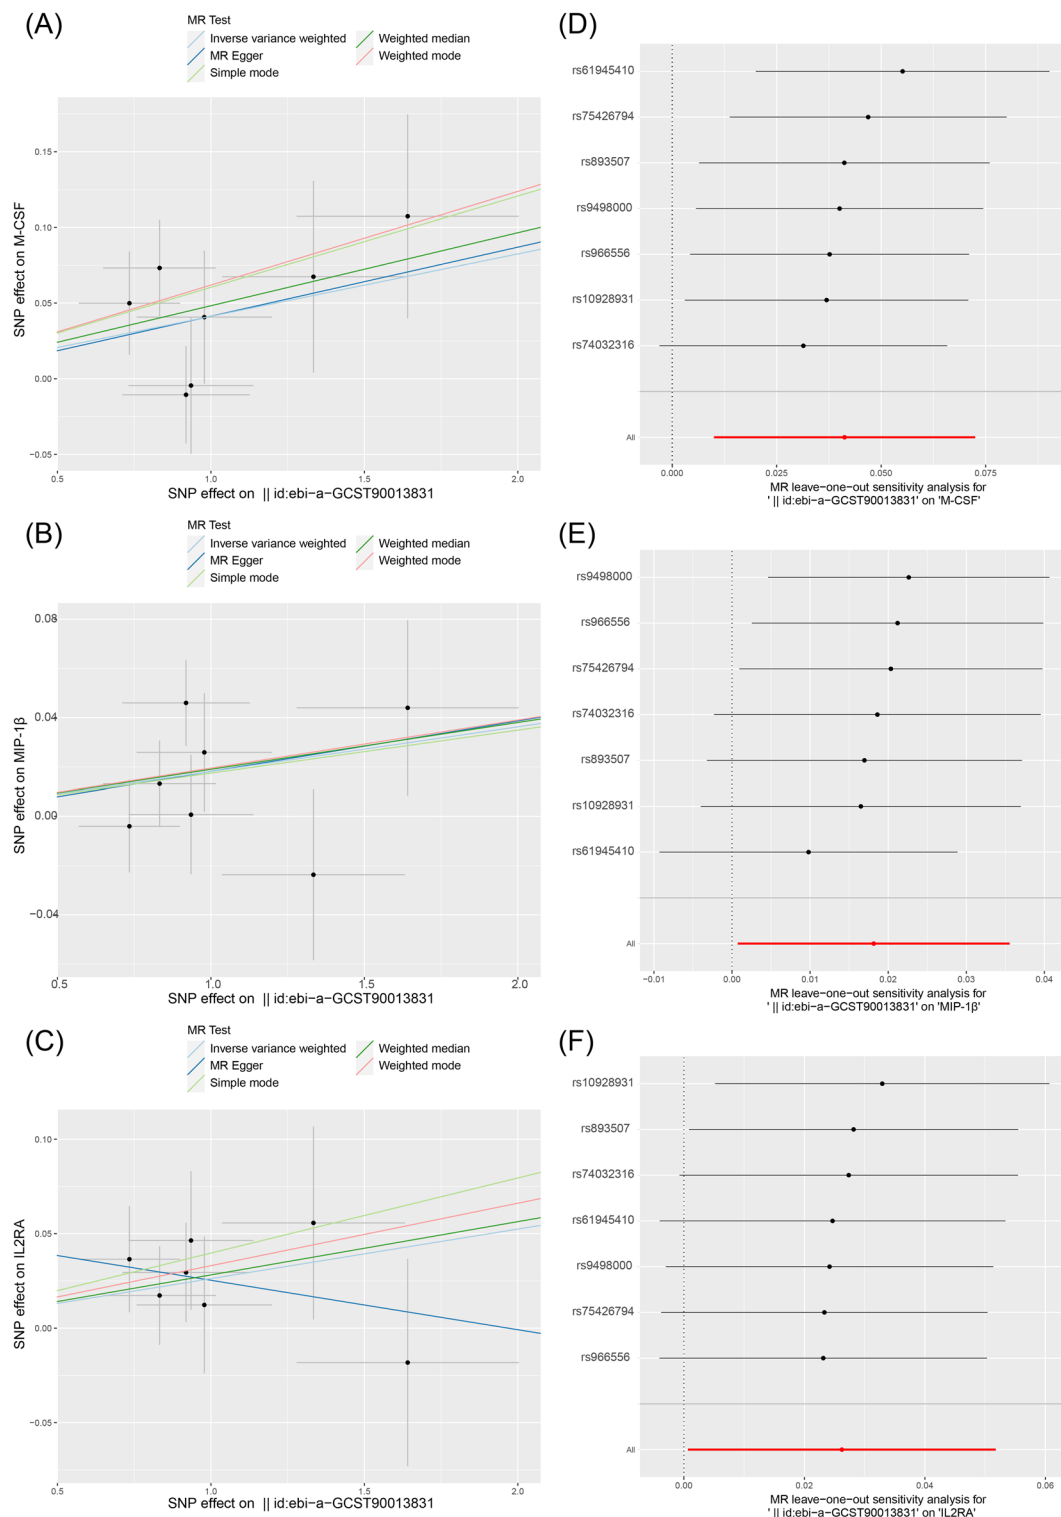 (A)
MR Test
Inverse variance weighted
Weighted median
MR Egger
Weighted mode
Simple mode
SNP effect on M-CSF
0.15
0.10
0.05
0.00
−0.05
0.5
1.0
1.5
2.0
SNP effect on || id:ebi-a-GCST90013831
(D)
rs61945410
rs75426794
rs893507
rs9498000
rs966556
rs10928931
rs74032316
All
0.000
0.025
0.050
0.075
MR leave−one−out sensitivity analysis for
' || id:ebi−a−GCST90013831' on 'M-CSF'
(B)
MR Test
Inverse variance weighted
Weighted median
MR Egger
Weighted mode
Simple mode
SNP effect on MIP-1β
0.08
0.04
0.00
−0.04
0.5
1.0
1.5
2.0
SNP effect on || id:ebi-a-GCST90013831
(E)
rs9498000
rs966556
rs75426794
rs74032316
rs893507
rs10928931
rs61945410
All
−0.01
0.00
0.01
0.02
0.03
0.04
MR leave−one−out sensitivity analysis for
' || id:ebi−a−GCST90013831' on 'MIP-1β'
(C)
MR Test
Inverse variance weighted
Weighted median
MR Egger
Weighted mode
Simple mode
SNP effect on IL2RA
0.10
0.05
0.00
−0.05
0.5
1.0
1.5
2.0
SNP effect on || id:ebi-a-GCST90013831
(F)
rs10928931
rs893507
rs74032316
rs61945410
rs9498000
rs75426794
rs966556
All
0.00
0.02
0.04
0.06
MR leave−one−out sensitivity analysis for
' || id:ebi−a−GCST90013831' on 'IL2RA'